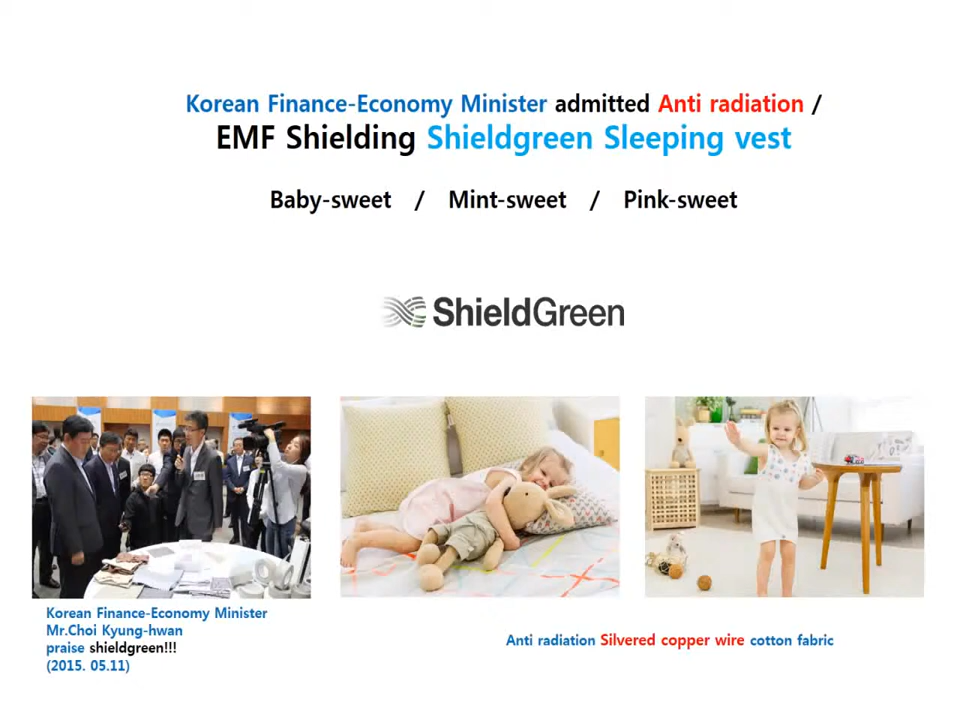 Korean Finance-Economy Minister admitted Anti radiation /
EMF Shielding Shieldgreen Sleeping vest
Baby-sweet / Mint-sweet / Pink-sweet
ShieldGreen
Korean Finance-Economy Minister
Mr.Choi Kyung-hwan
praise shieldgreen!!!
(2015. 05.11)
Anti radiation Silvered copper wire cotton fabric